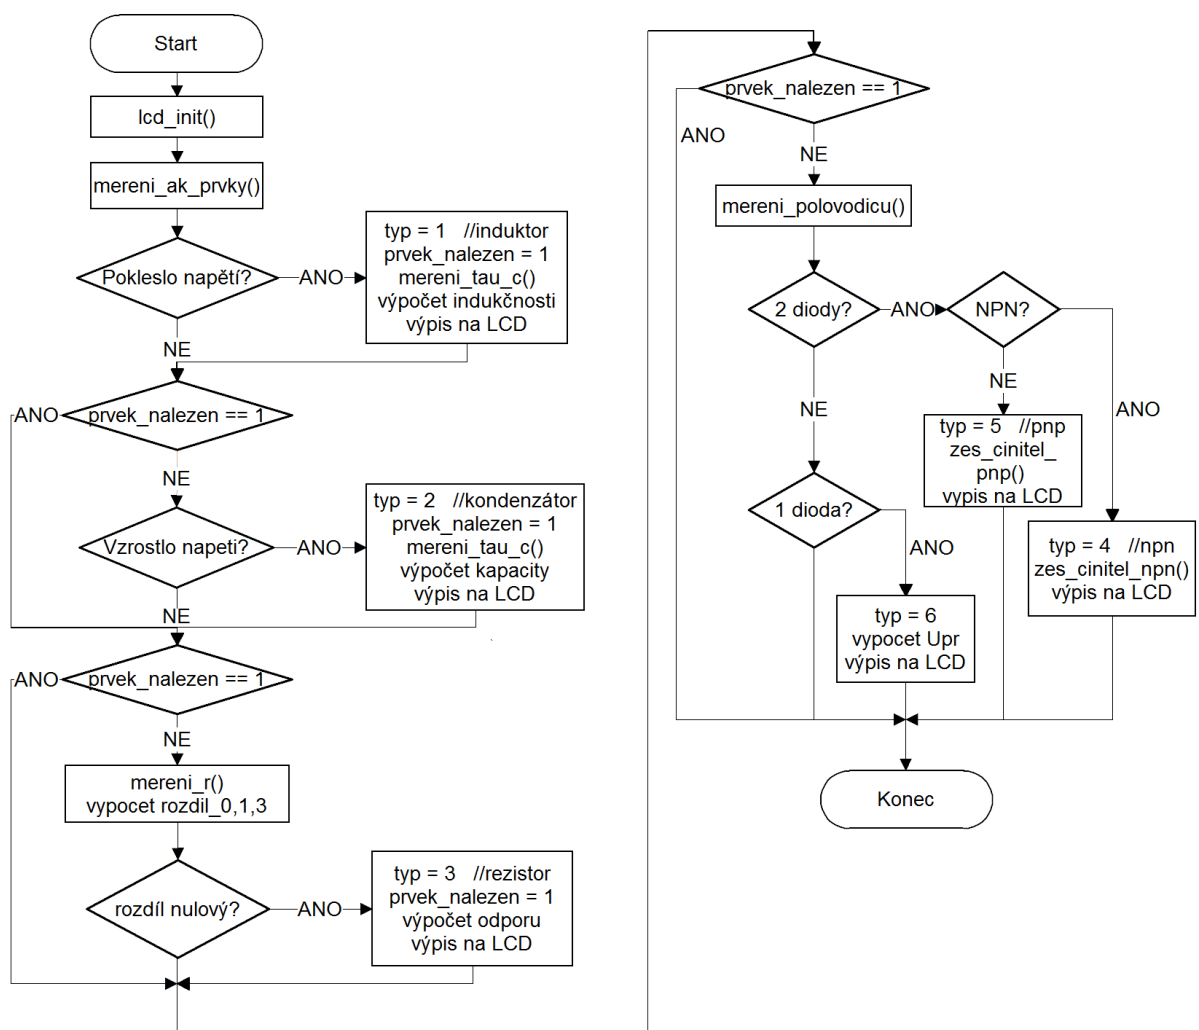 Start
lcd_init()
mereni_ak_prvky()
Pokleslo napětí?
ANO
typ = 1 //induktor
prvek_nalezen = 1
mereni_tau_c()
výpočet indukčnosti
výpis na LCD
NE
prvek_nalezen == 1
ANO
NE
Vzrostlo napeti?
ANO
typ = 2 //kondenzátor
prvek_nalezen = 1
mereni_tau_c()
výpočet kapacity
výpis na LCD
NE
prvek_nalezen == 1
ANO
NE
mereni_r()
vypocet rozdil_0,1,3
rozdíl nulový?
ANO
typ = 3 //rezistor
prvek_nalezen = 1
výpočet odporu
výpis na LCD
prvek_nalezen == 1
ANO
NE
mereni_polovodicu()
2 diody?
ANO
NPN?
NE
ANO
typ = 5 //pnp
zes_cinitel_
pnp()
vypis na LCD
typ = 4 //npn
zes_cinitel_npn()
výpis na LCD
NE
1 dioda?
ANO
typ = 6
vypocet Upr
výpis na LCD
Konec